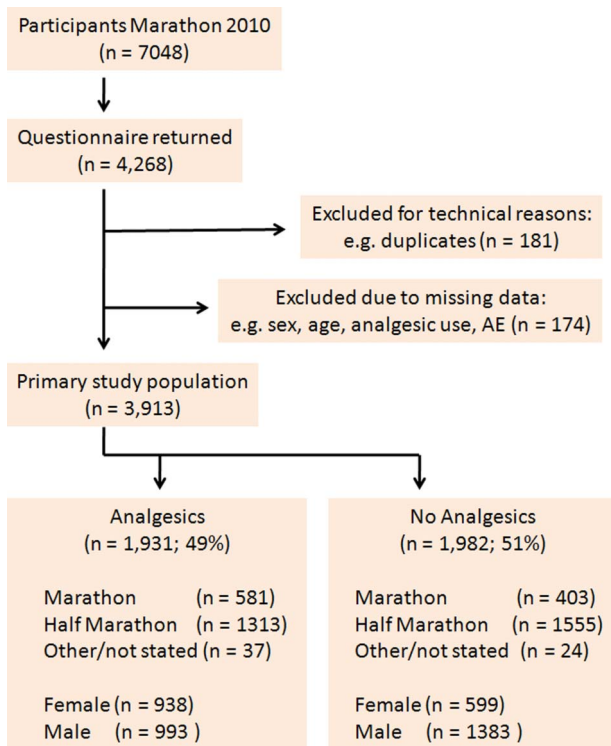 Participants Marathon 2010
(n = 7048)
Questionnaire returned
(n = 4,268)
Excluded for technical reasons:
e.g. duplicates (n = 181)
Excluded due to missing data:
e.g. sex, age, analgesic use, AE (n = 174)
Primary study population
(n = 3,913)
Analgesics
(n = 1,931; 49%)
Marathon (n = 581)
Half Marathon (n = 1313)
Other/not stated (n = 37)
Female (n = 938)
Male (n = 993 )
No Analgesics
(n = 1,982; 51%)
Marathon (n = 403)
Half Marathon (n = 1555)
Other/not stated (n = 24)
Female (n = 599)
Male (n = 1383 )